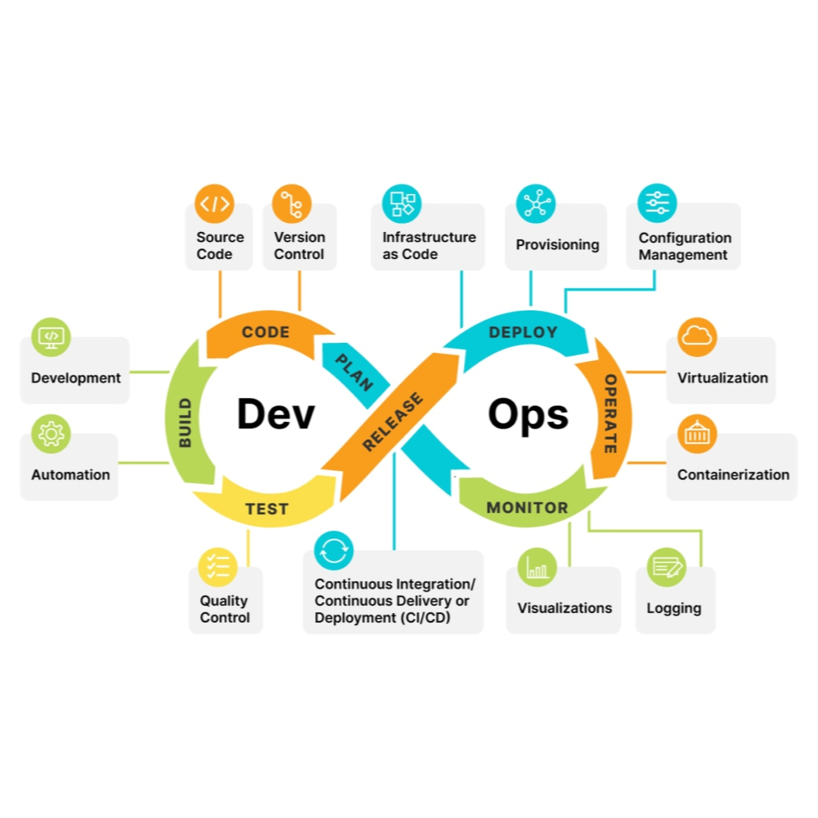 Source
Code
Version
Control
Infrastructure
as Code
Provisioning
Configuration
Management
CODE
PLAN
DEPLOY
Development
BUILD
Dev
RELEASE
Ops
OPERATE
Virtualization
Automation
Containerization
TEST
MONITOR
Quality
Control
Continuous Integration/
Continuous Delivery or
Deployment (CI/CD)
Visualizations
Logging